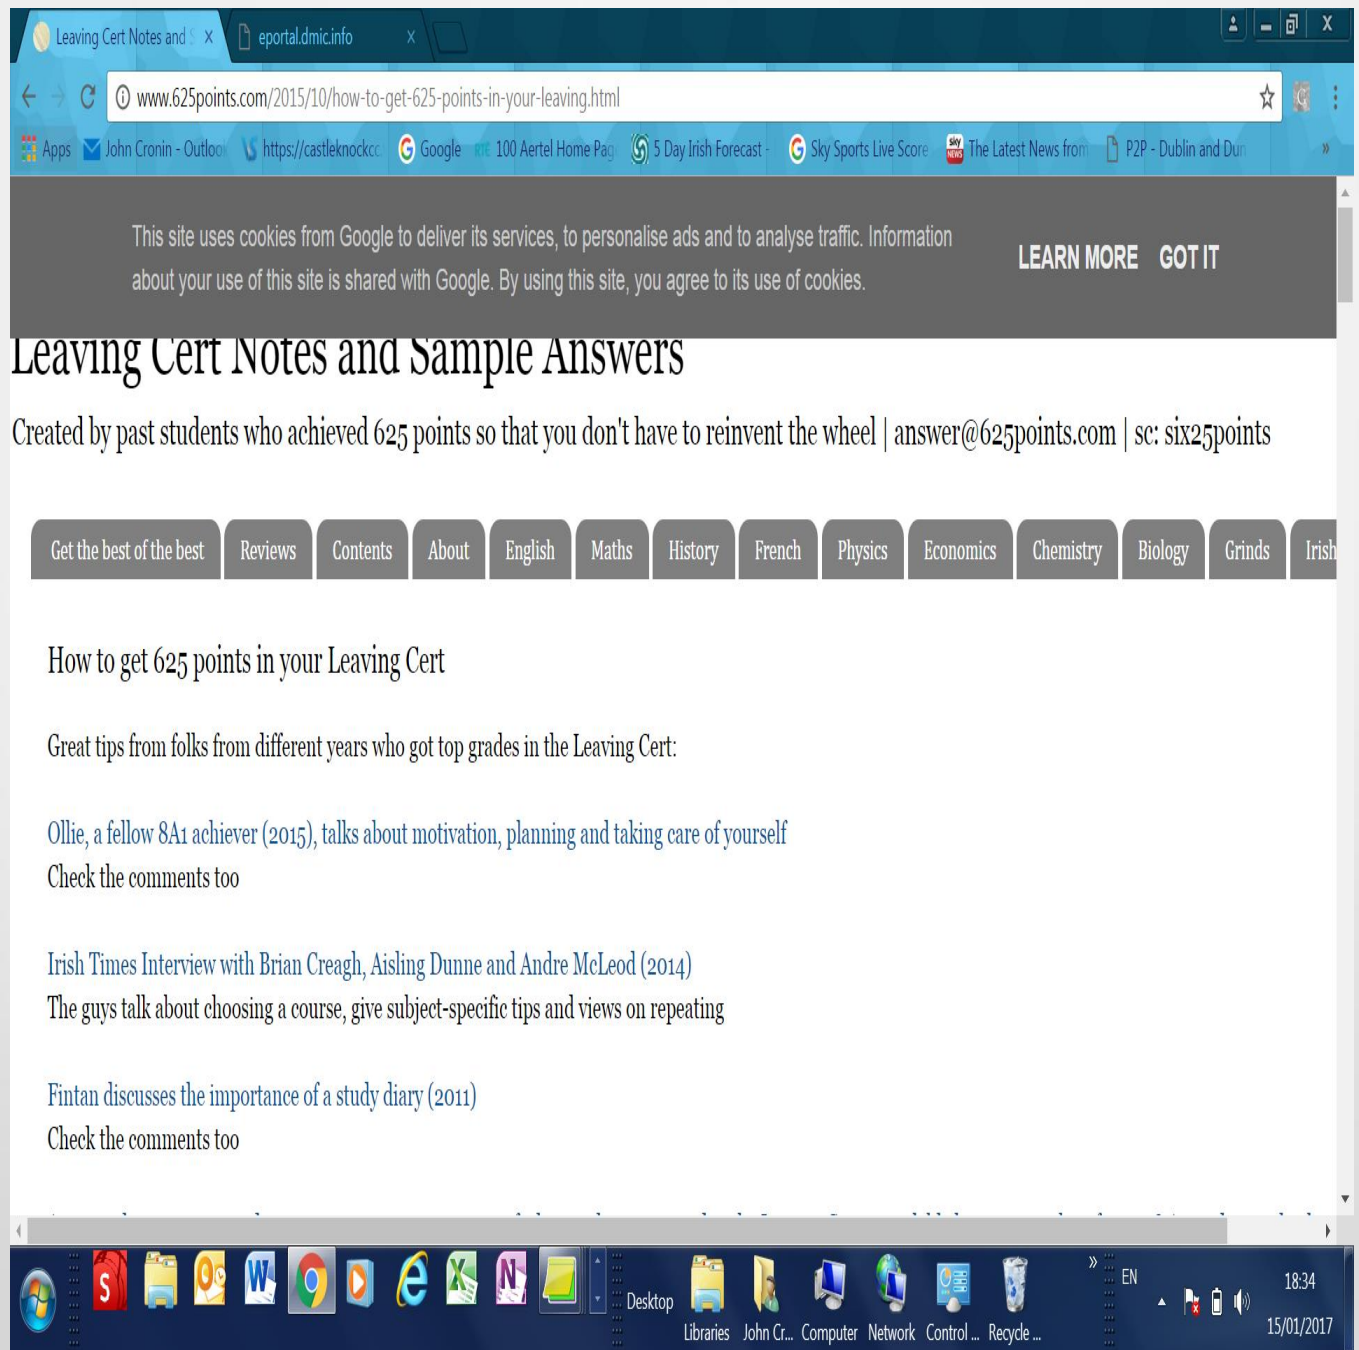 Leaving Cert Notes and S
eportal.dmic.info
www.625points.com/2015/10/how-to-get-625-points-in-your-leaving.html
Apps John Cronin - Outlook https://castleknockcc. Google RTE 100 Aertel Home Page 5 Day Irish Forecast - Sky Sports Live Score sky NEWS The Latest News from P2P - Dublin and Dun »
This site uses cookies from Google to deliver its services, to personalise ads and to analyse traffic. Information
about your use of this site is shared with Google. By using this site, you agree to its use of cookies.
LEARN MORE GOT IT
Leaving Cert Notes and Sample Answers
Created by past students who achieved 625 points so that you don't have to reinvent the wheel | answer@625points.com | sc: six25points
Get the best of the best Reviews Contents About English Maths History French Physics Economics Chemistry Biology Grinds Irish
How to get 625 points in your Leaving Cert
Great tips from folks from different years who got top grades in the Leaving Cert:
Ollie, a fellow 8A1 achiever (2015), talks about motivation, planning and taking care of yourself
Check the comments too
Irish Times Interview with Brian Creagh, Aisling Dunne and Andre McLeod (2014)
The guys talk about choosing a course, give subject-specific tips and views on repeating
Fintan discusses the importance of a study diary (2011)
Check the comments too
Desktop
Libraries John Cr... Computer Network Control ... Recycle ...
» EN
18:34
15/01/2017